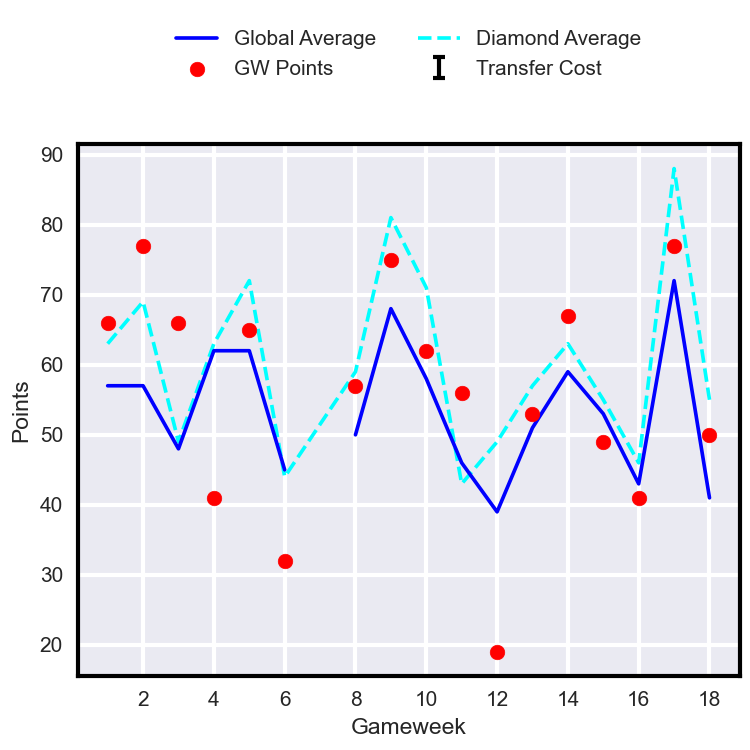 Global Average
Diamond Average
GW Points
Transfer Cost
90
80
70
60
50
40
30
20
Points
2 4 6 8 10 12 14 16 18
Gameweek